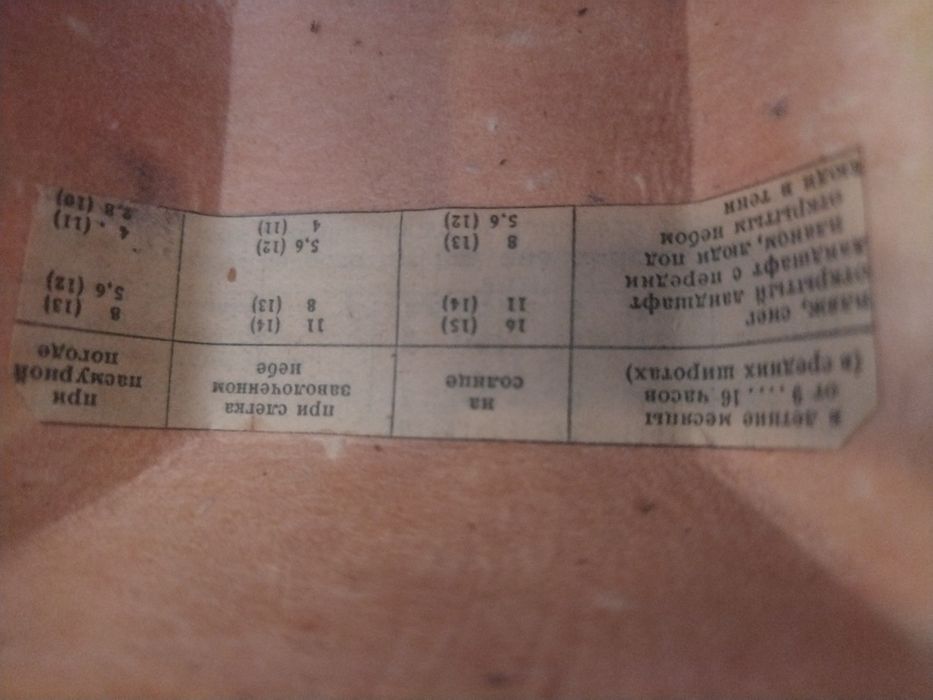 в летние месяцы
от 9 .... 16 часов
(в средних широтах)
на
солнце
при слегка
заволоченном
небе
при
пасмурной
погоде
пляж, снег
открытый ландшафт
ландшафт с передним
планом, люди под
открытым небом
люди в тени
16 (15)
11 (14)
8 (13)
5,6 (12)
11 (14)
8 (13)
5,6 (12)
4 (11)
8 (13)
5,6 (12)
4 (11)
2,8 (10)